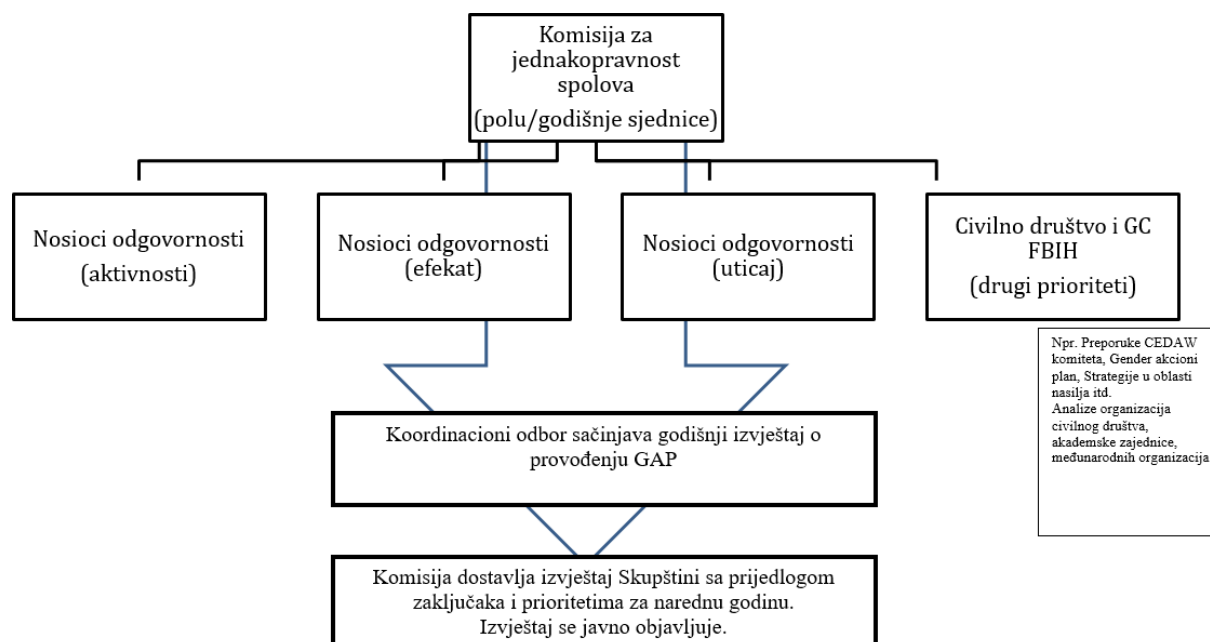 Komisija za
jednakopravnost
spolova
(polu/godišnje sjednice)
Nosioci odgovornosti
(aktivnosti)
Nosioci odgovornosti
(efekat)
Nosioci odgovornosti
(uticaj)
Civilno društvo i GC
FBIH
(drugi prioriteti)
Npr. Preporuke CEDAW
komiteta, Gender akcioni
plan, Strategije u oblasti
nasilja itd.
Analize organizacija
civilnog društva,
akademske zajednice,
međunarodnih organizacija
Koordinacioni odbor sačinjava godišnji izvještaj o
provođenju GAP
Komisija dostavlja izvještaj Skupštini sa prijedlogom
zaključaka i prioritetima za narednu godinu.
Izvještaj se javno objavljuje.